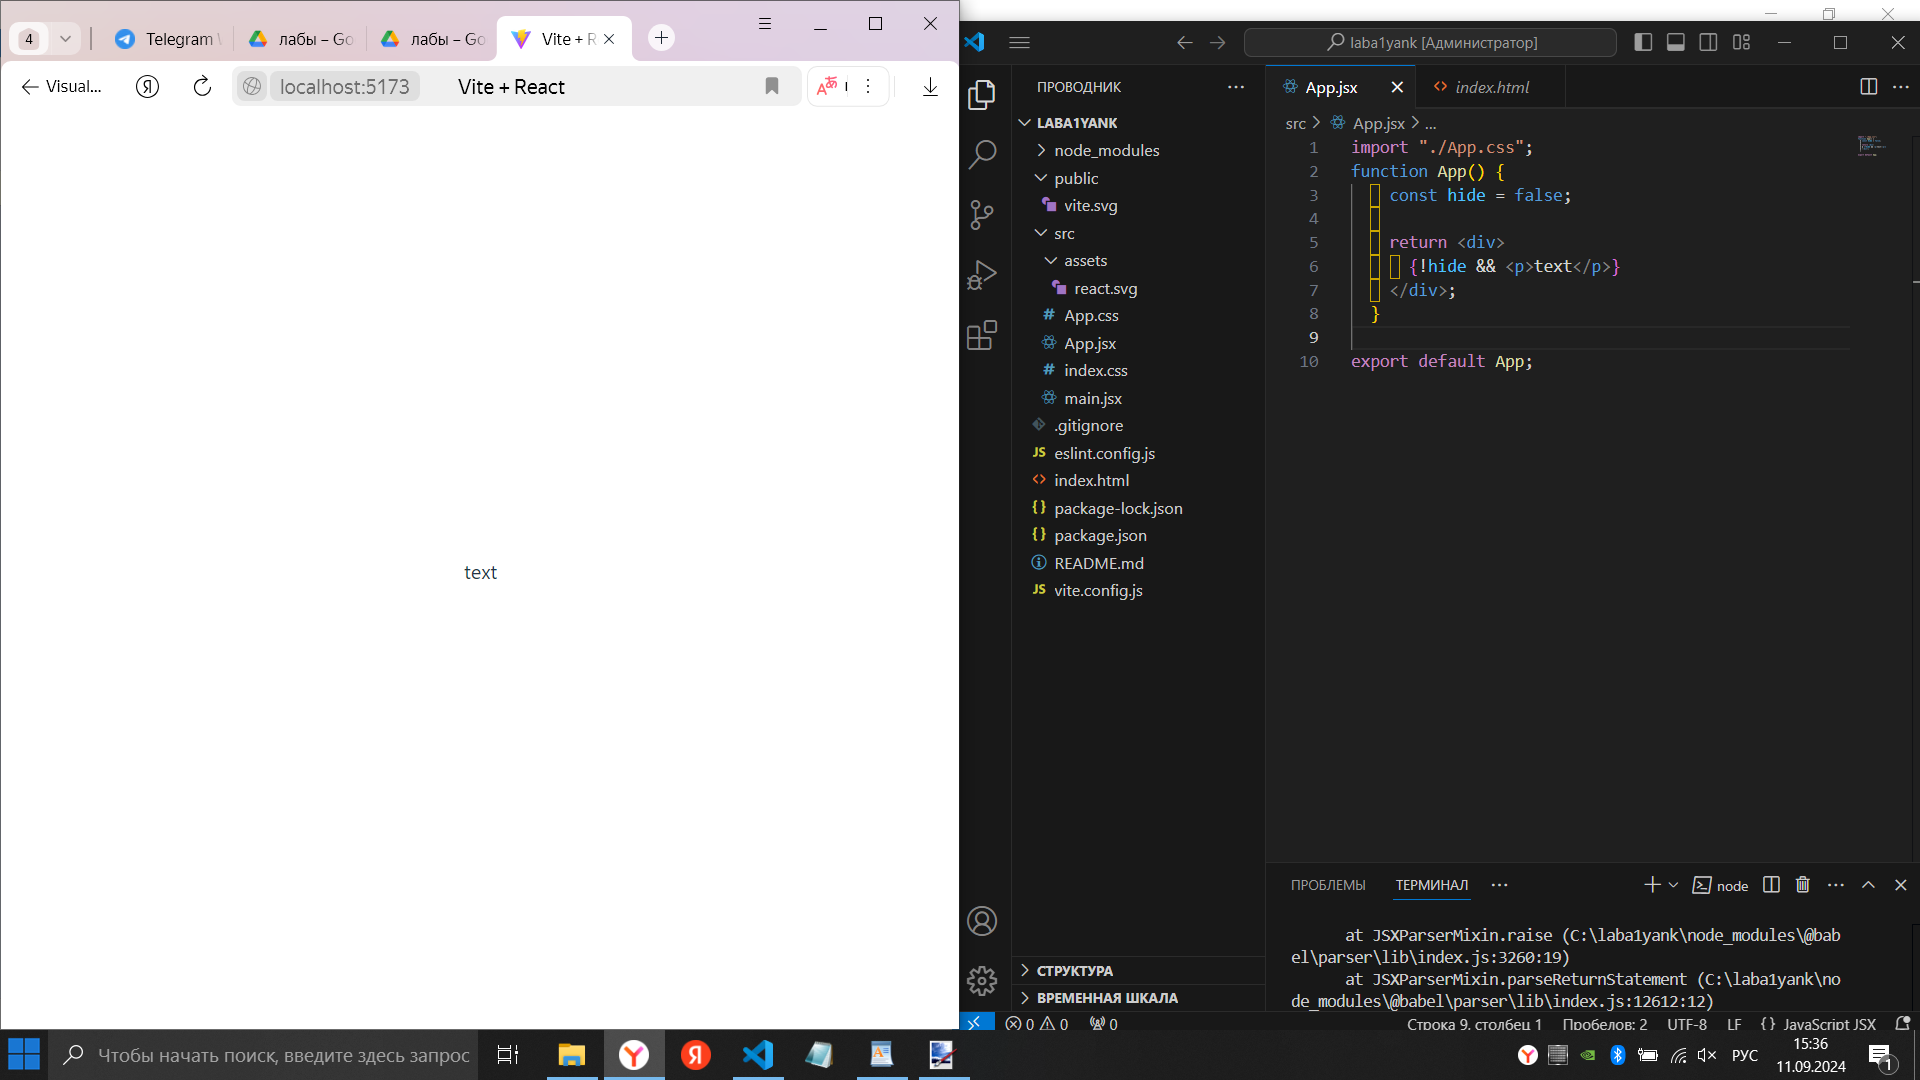 4
Telegram
лабы – Go
лабы – Go
Vite + R
Visual...
localhost:5173
Vite + React
text
laba1yank [Администратор]
ПРОВОДНИК
LABA1YANK
node_modules
public
vite.svg
src
assets
react.svg
App.css
App.jsx
index.css
main.jsx
.gitignore
eslint.config.js
index.html
package-lock.json
package.json
README.md
vite.config.js
СТРУКТУРА
ВРЕМЕННАЯ ШКАЛА
App.jsx
index.html
src > App.jsx > ...
1 import "./App.css";
2 function App() {
3 const hide = false;
4
5 return <div>
6 {!hide && <p>text</p>}
7 </div>;
8 }
9
10 export default App;
ПРОБЛЕМЫ
ТЕРМИНАЛ
node
at JSXParserMixin.raise (C:\laba1yank\node_modules\@bab
el\parser\lib\index.js:3260:19)
at JSXParserMixin.parseReturnStatement (C:\laba1yank\no
de_modules\@babel\parser\lib\index.js:12612:12)
0 0 0
Строка 9, столбец 1
Пробелов: 2
UTF-8
LF
{ } JavaScript JSX
Чтобы начать поиск, введите здесь запрос
РУС
15:36
11.09.2024
1